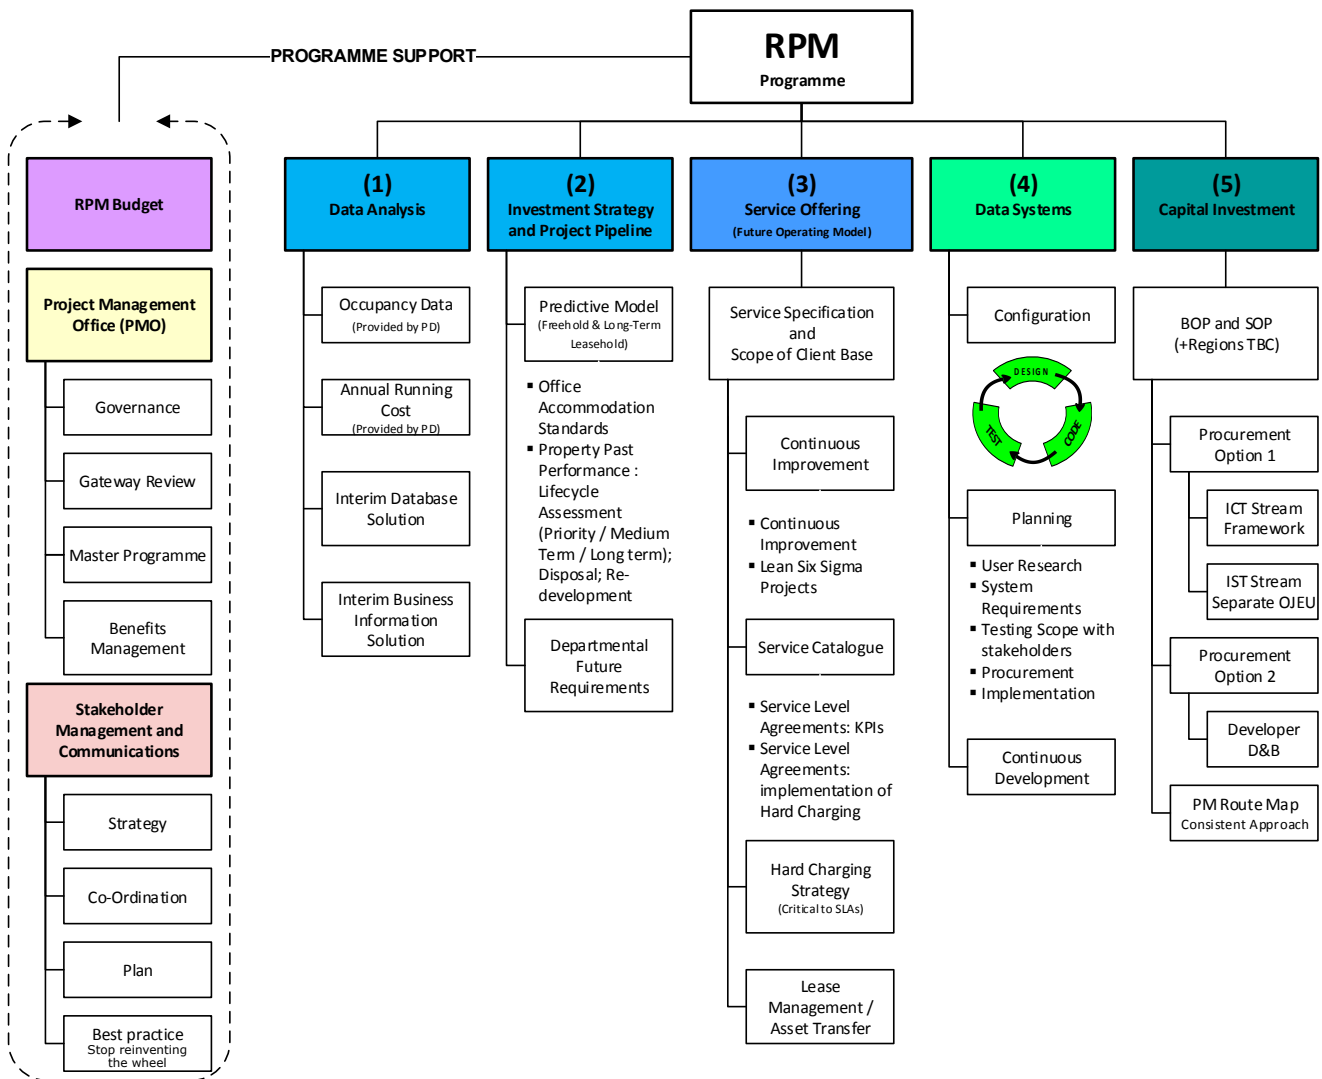 RPM
Programme
PROGRAMME SUPPORT
RPM Budget
Project Management
Office (PMO)
Governance
Gateway Review
Master Programme
Benefits
Management
Stakeholder
Management and
Communications
Strategy
Co-Ordination
Plan
Best practice
Stop reinventing
the wheel
(1)
Data Analysis
Occupancy Data
(Provided by PD)
Annual Running
Cost
(Provided by PD)
Interim Database
Solution
Interim Business
Information
Solution
(2)
Investment Strategy
and Project Pipeline
Predictive Model
(Freehold & Long-Term
Leasehold)
▪ Office
Accommodation
Standards
▪ Property Past
Performance :
Lifecycle
Assessment
(Priority / Medium
Term / Long term);
Disposal; Re-
development
Departmental
Future
Requirements
(3)
Service Offering
(Future Operating Model)
Service Specification
and
Scope of Client Base
Continuous
Improvement
▪ Continuous
Improvement
▪ Lean Six Sigma
Projects
Service Catalogue
▪ Service Level
Agreements: KPIs
▪ Service Level
Agreements:
implementation of
Hard Charging
Hard Charging
Strategy
(Critical to SLAs)
Lease
Management /
Asset Transfer
(4)
Data Systems
Configuration
DESIGN
CODE
TEST
Planning
▪ User Research
▪ System
Requirements
▪ Testing Scope with
stakeholders
▪ Procurement
▪ Implementation
Continuous
Development
(5)
Capital Investment
BOP and SOP
(+Regions TBC)
Procurement
Option 1
ICT Stream
Framework
IST Stream
Separate OJEU
Procurement
Option 2
Developer
D&B
PM Route Map
Consistent Approach